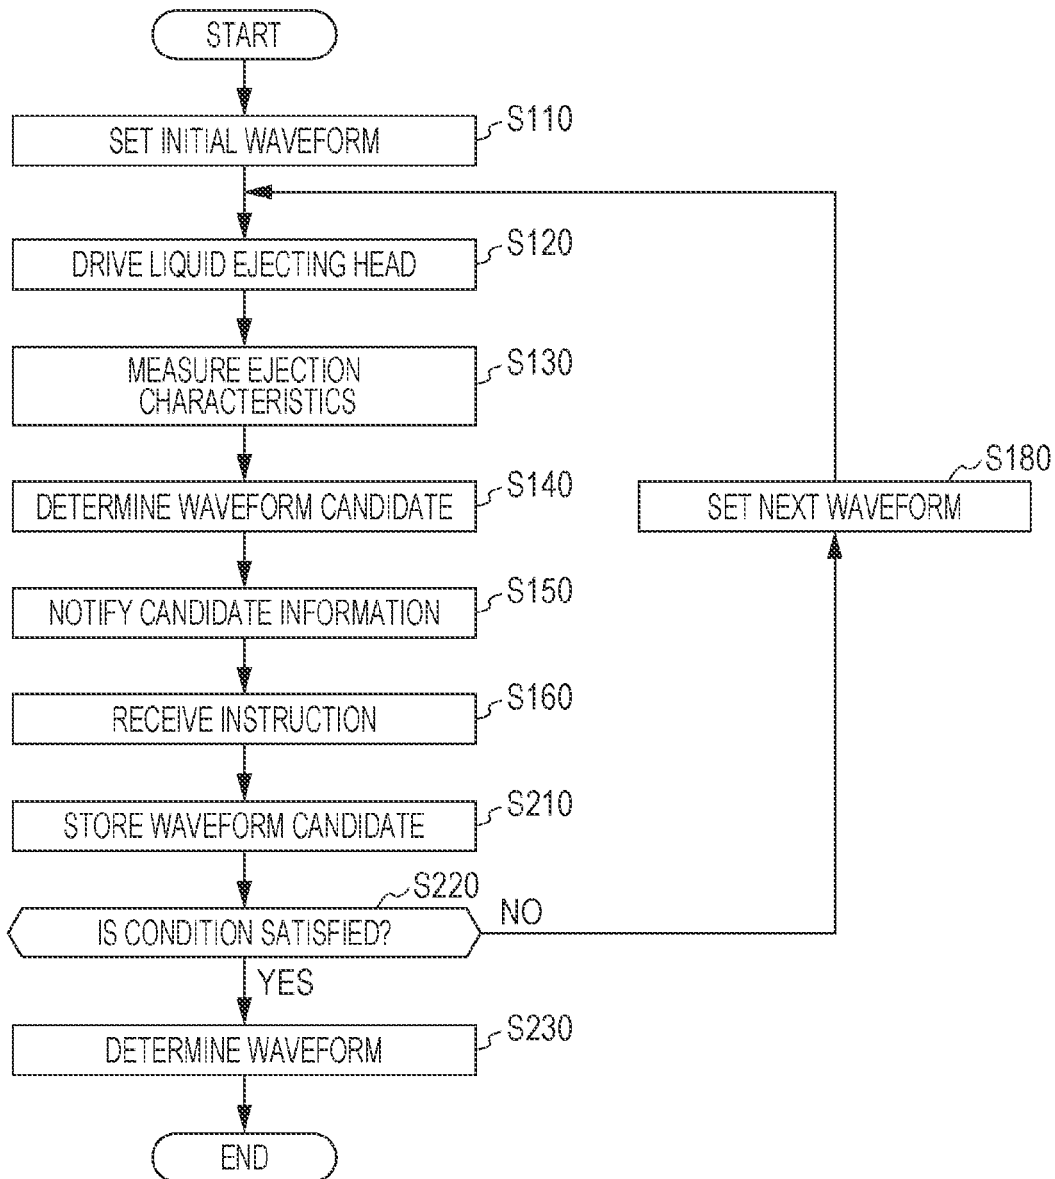 START
SET INITIAL WAVEFORM
S110
DRIVE LIQUID EJECTING HEAD
S120
MEASURE EJECTION
CHARACTERISTICS
S130
DETERMINE WAVEFORM CANDIDATE
S140
SET NEXT WAVEFORM
S180
NOTIFY CANDIDATE INFORMATION
S150
RECEIVE INSTRUCTION
S160
STORE WAVEFORM CANDIDATE
S210
IS CONDITION SATISFIED?
S220
NO
YES
DETERMINE WAVEFORM
S230
END